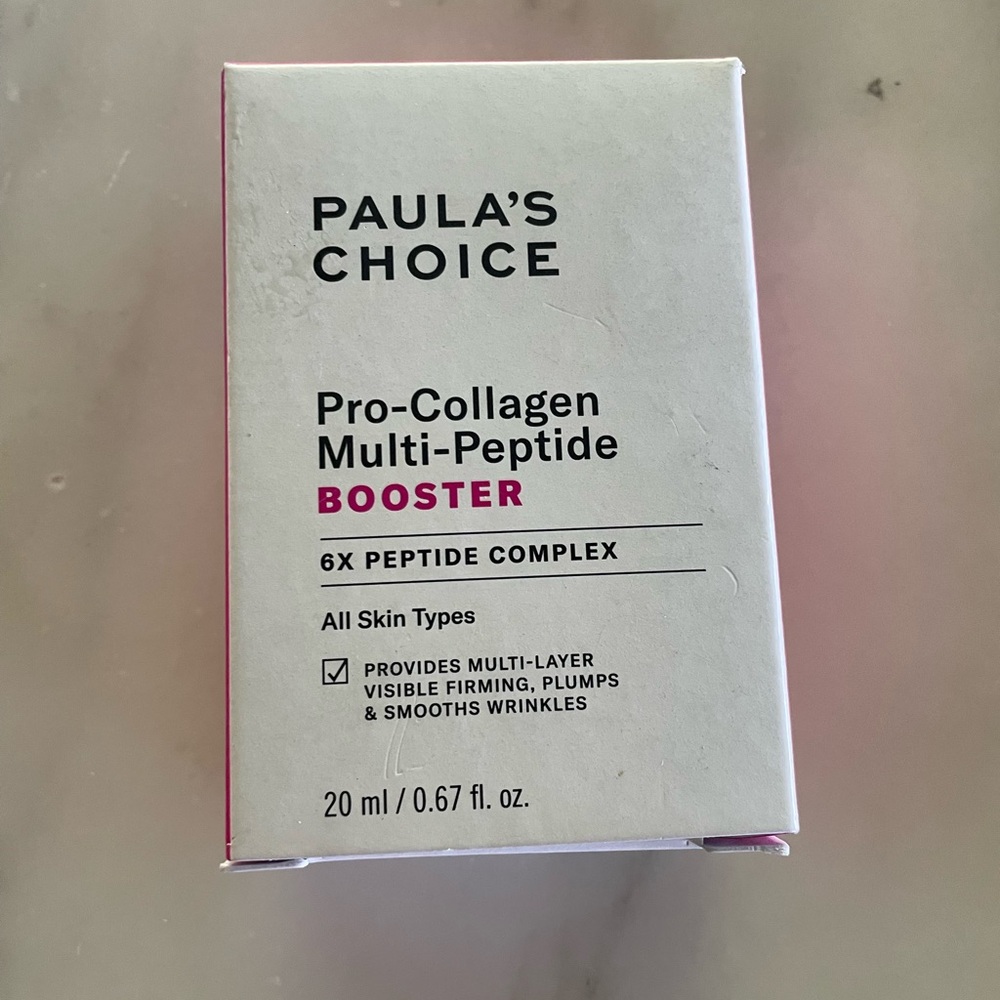 PAULA'S
CHOICE
Pro-Collagen
Multi-Peptide
BOOSTER
6X PEPTIDE COMPLEX
All Skin Types
PROVIDES MULTI-LAYER
VISIBLE FIRMING, PLUMPS
& SMOOTHS WRINKLES
20 ml / 0.67 fl. oz.